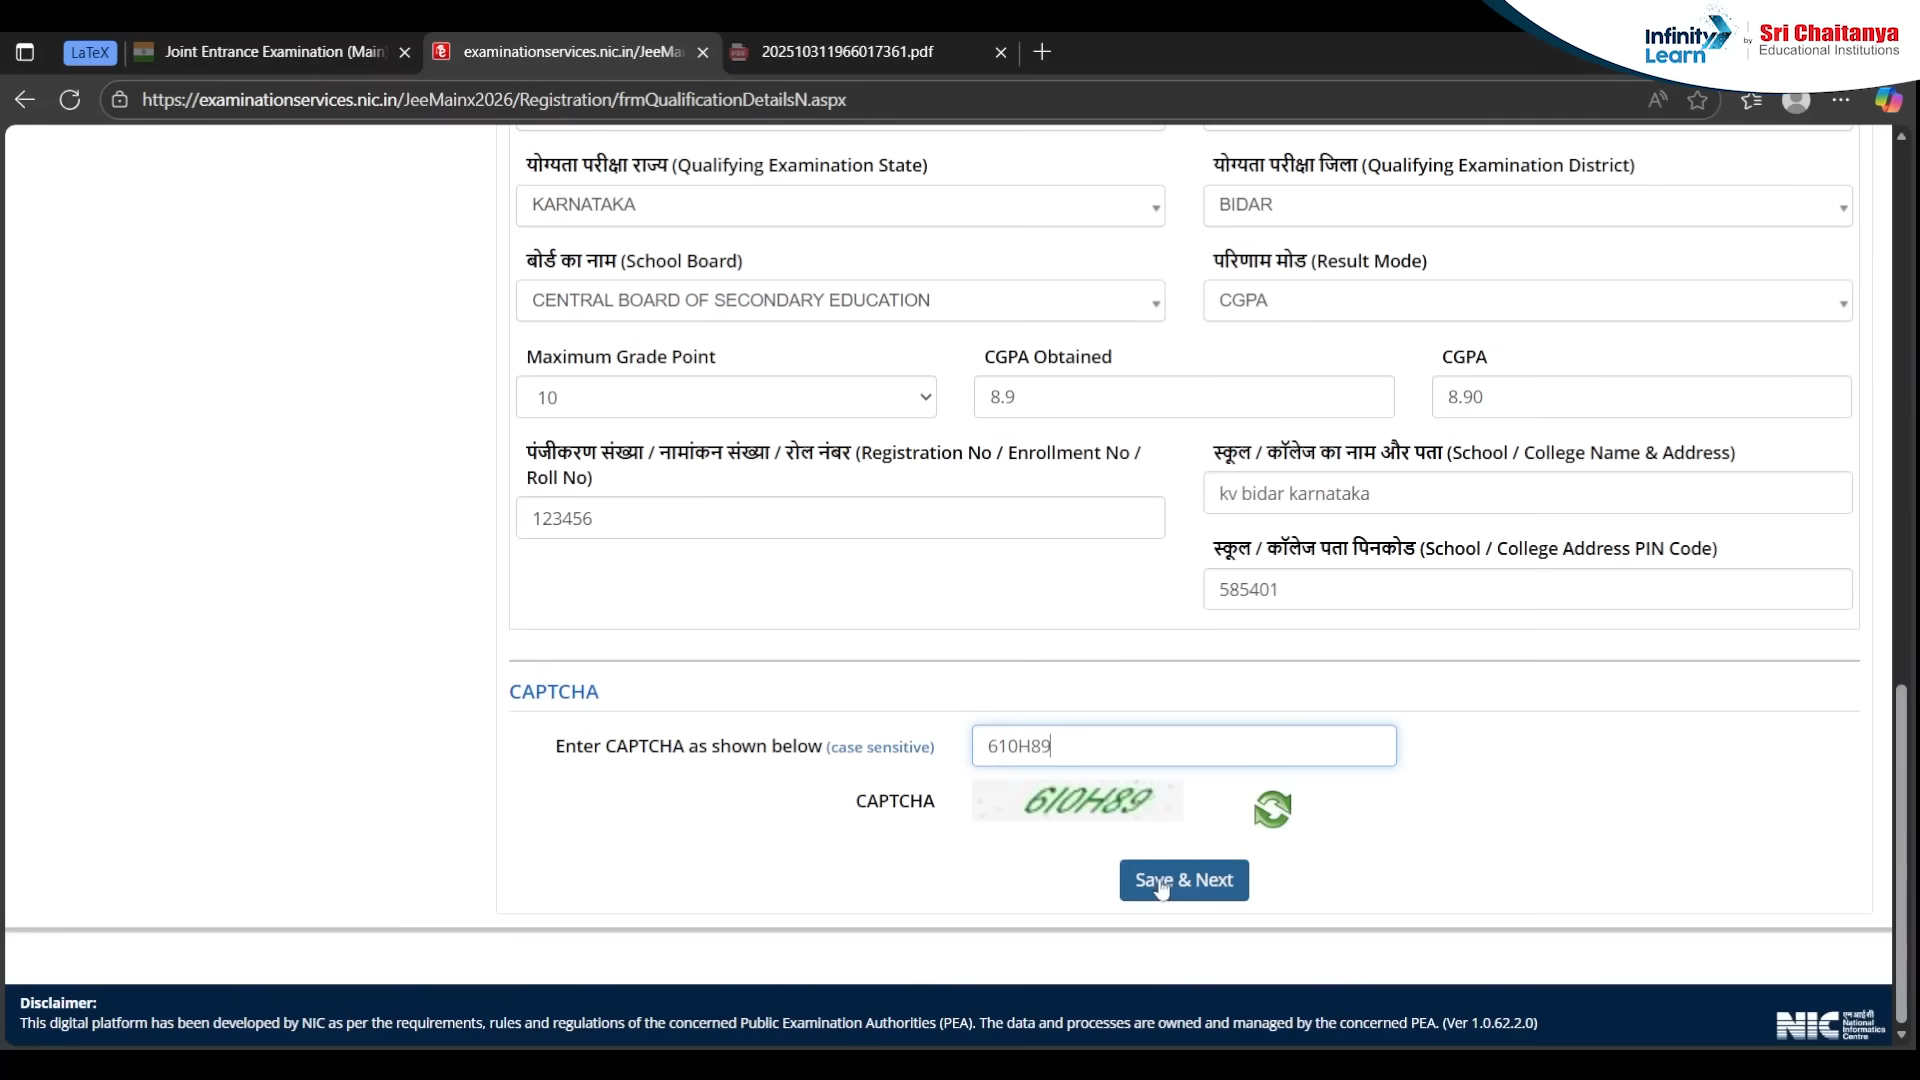 Infinity Learn by Sri Chaitanya Educational Institutions
LaTeX Joint Entrance Examination (Main examinationservices.nic.in/JeeMai 202510311966017361.pdf
https://examinationservices.nic.in/JeeMainx2026/Registration/frmQualificationDetailsN.aspx
योग्यता परीक्षा राज्य (Qualifying Examination State) योग्यता परीक्षा जिला (Qualifying Examination District)
KARNATAKA BIDAR
बोर्ड का नाम (School Board) परिणाम मोड (Result Mode)
CENTRAL BOARD OF SECONDARY EDUCATION CGPA
Maximum Grade Point CGPA Obtained CGPA
10 8.9 8.90
पंजीकरण संख्या / नामांकन संख्या / रोल नंबर (Registration No / Enrollment No /
Roll No)
123456
स्कूल / कॉलेज का नाम और पता (School / College Name & Address)
kv bidar karnataka
स्कूल / कॉलेज पता पिनकोड (School / College Address PIN Code)
585401
CAPTCHA
Enter CAPTCHA as shown below (case sensitive) 610H89
CAPTCHA 610H89
Save & Next
Disclaimer:
This digital platform has been developed by NIC as per the requirements, rules and regulations of the concerned Public Examination Authorities (PEA). The data and processes are owned and managed by the concerned PEA. (Ver 1.0.62.2.0)
NIC एन आई सी National Informatics Centre